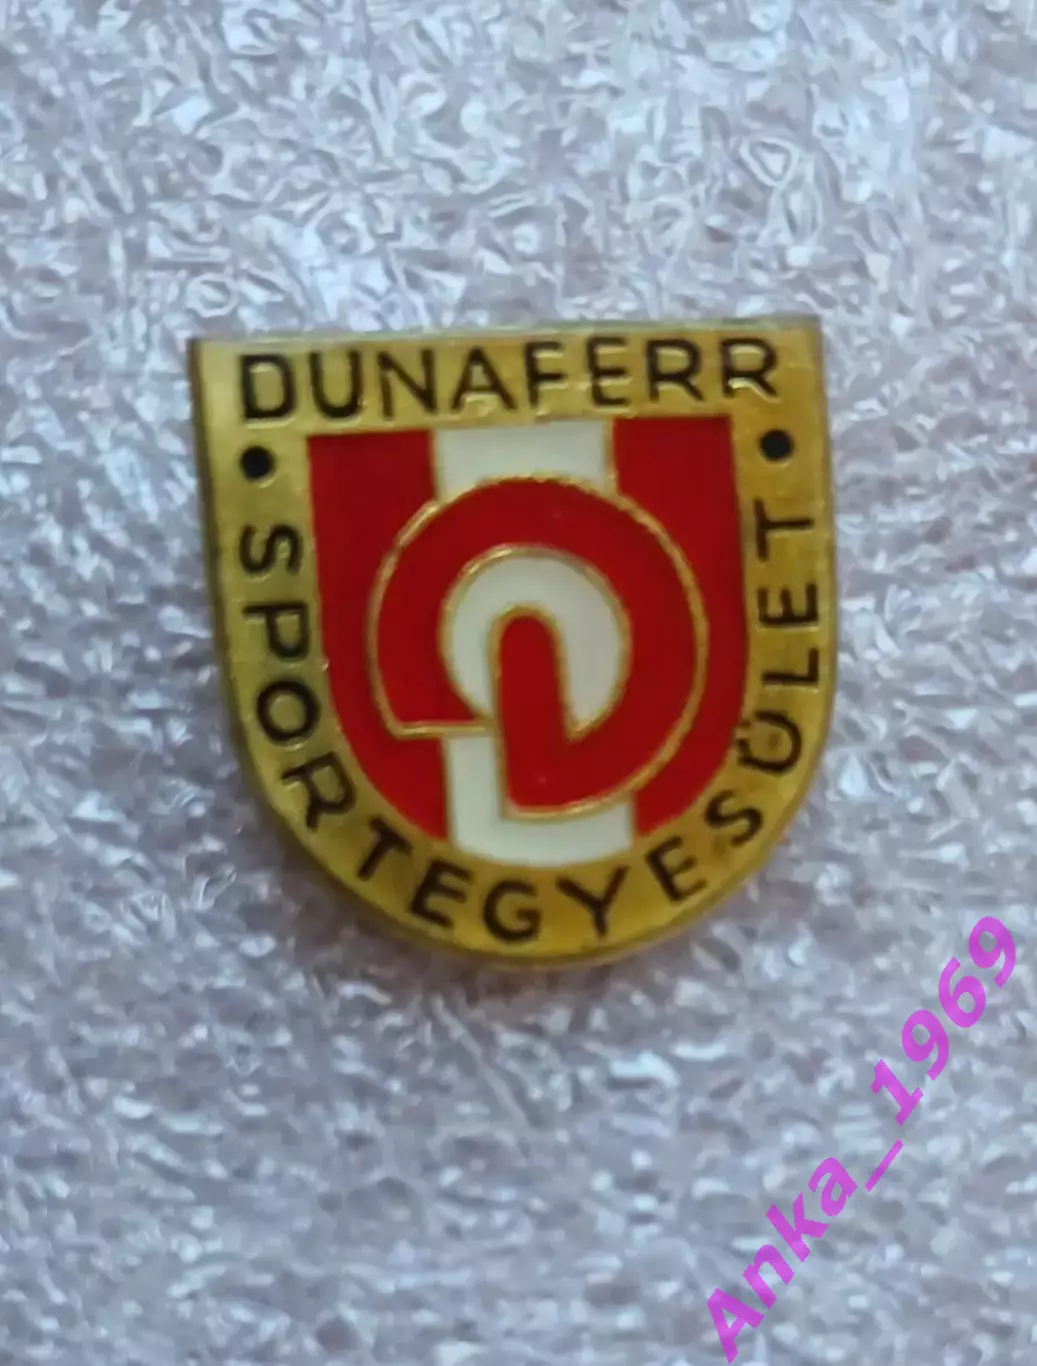 DUNAFERR
• SPORTEGYESÜLET •
Anka_1969